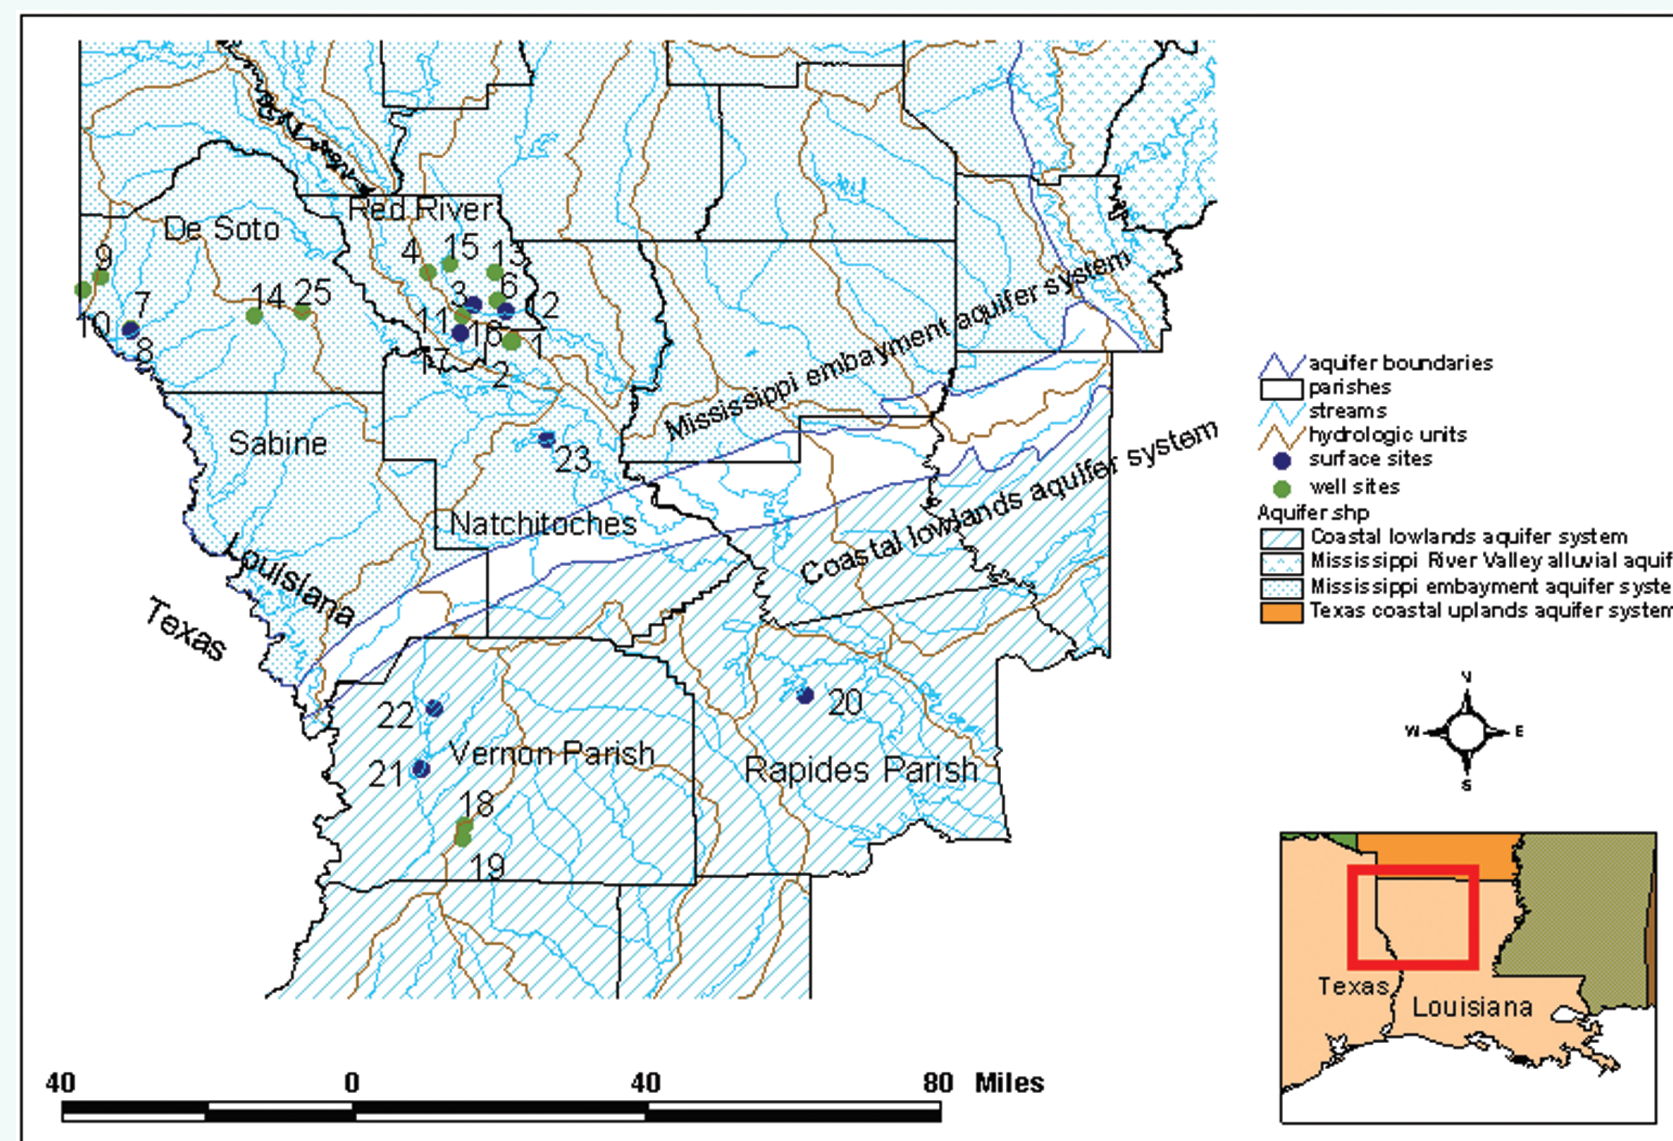 Red River
De Soto
4
15
13
9
3
6
7
14
25
12
10
11
16
8
17
1
2
Mississippi embayment aquifer system
Sabine
23
Natchitoches
Coastal lowlands aquifer system
Louisiana
Texas
22
20
Vernon Parish
21
Rapides Parish
18
19
aquifer boundaries
parishes
streams
hydrologic units
surface sites
well sites
Aquifer.shp
Coastal lowlands aquifer system
Mississippi River Valley alluvial aquif
Mississippi embayment aquifer syste
Texas coastal uplands aquifer system
N
W
E
S
Texas
Louisiana
40
0
40
80 Miles